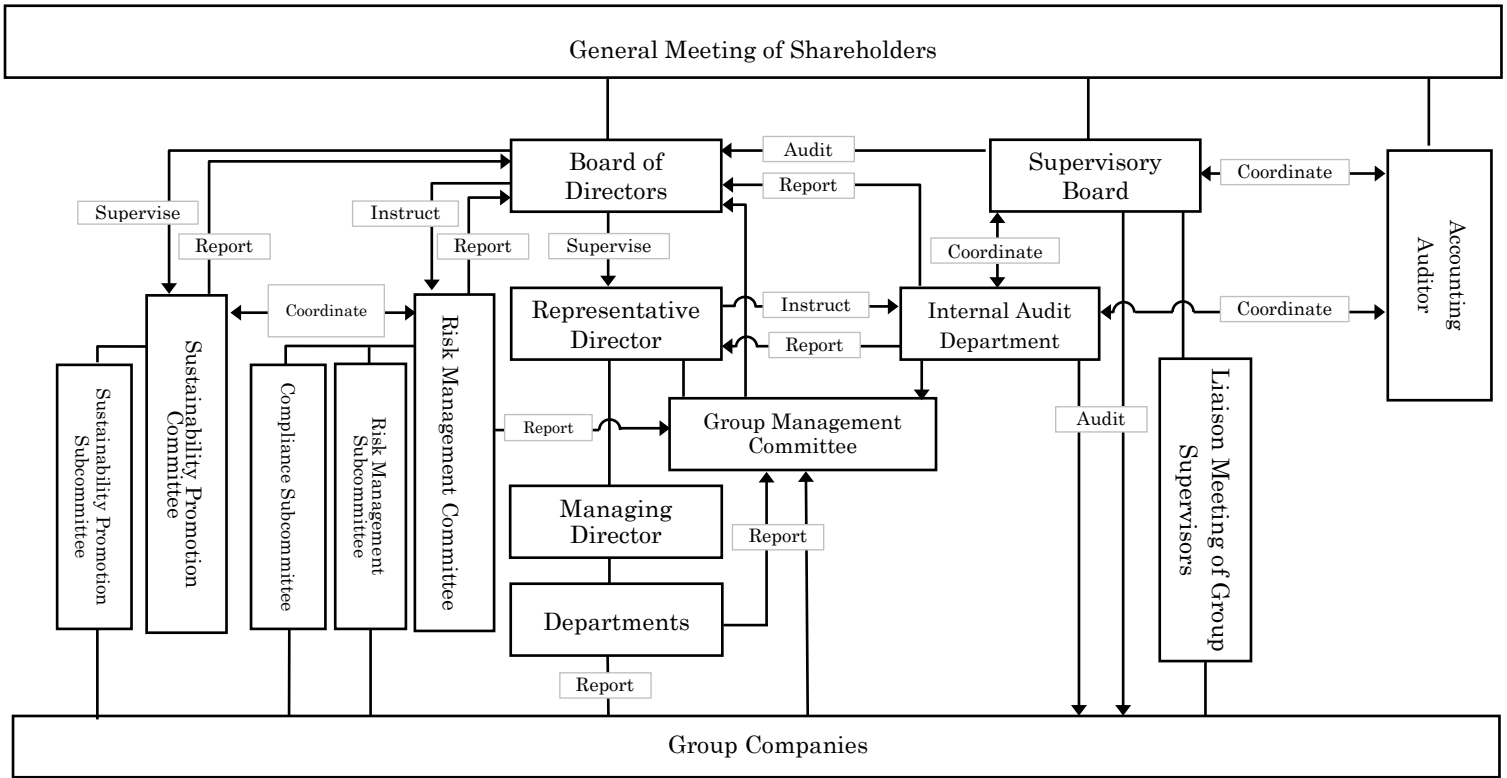 General Meeting of Shareholders
Board of
Directors
Audit
Supervisory
Board
Report
Coordinate
Supervise
Instruct
Report
Report
Supervise
Coordinate
Accounting
Auditor
Coordinate
Representative
Director
Instruct
Internal Audit
Department
Coordinate
Report
Sustainability Promotion
Subcommittee
Sustainability Promotion
Committee
Compliance Subcommittee
Risk Management
Subcommittee
Risk Management Committee
Report
Group Management
Committee
Audit
Liaison Meeting of Group
Supervisors
Managing
Director
Report
Departments
Report
Group Companies